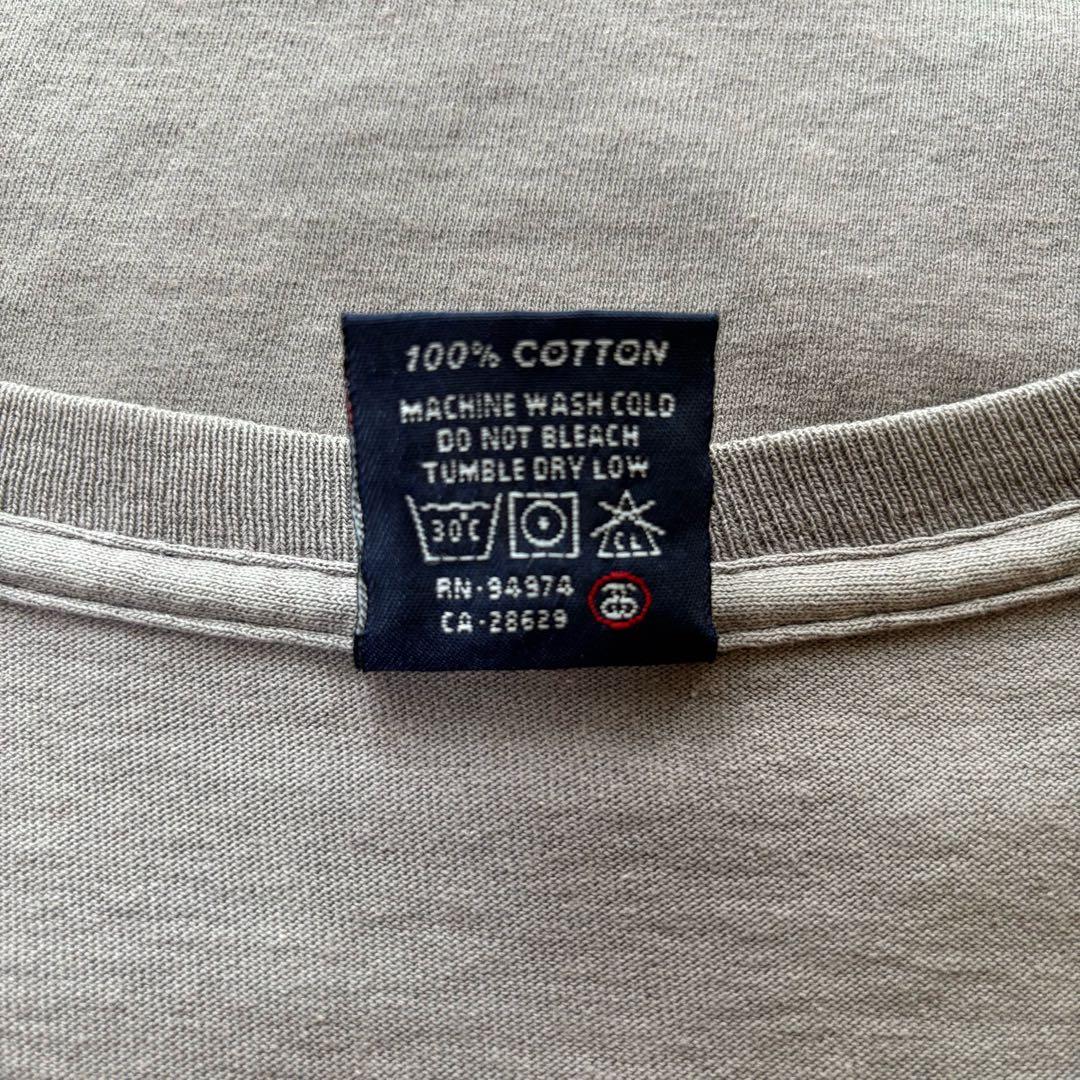 100% COTTON
MACHINE WASH COLD
DO NOT BLEACH
TUMBLE DRY LOW
30°C
CL
RN-94974
CA-28629